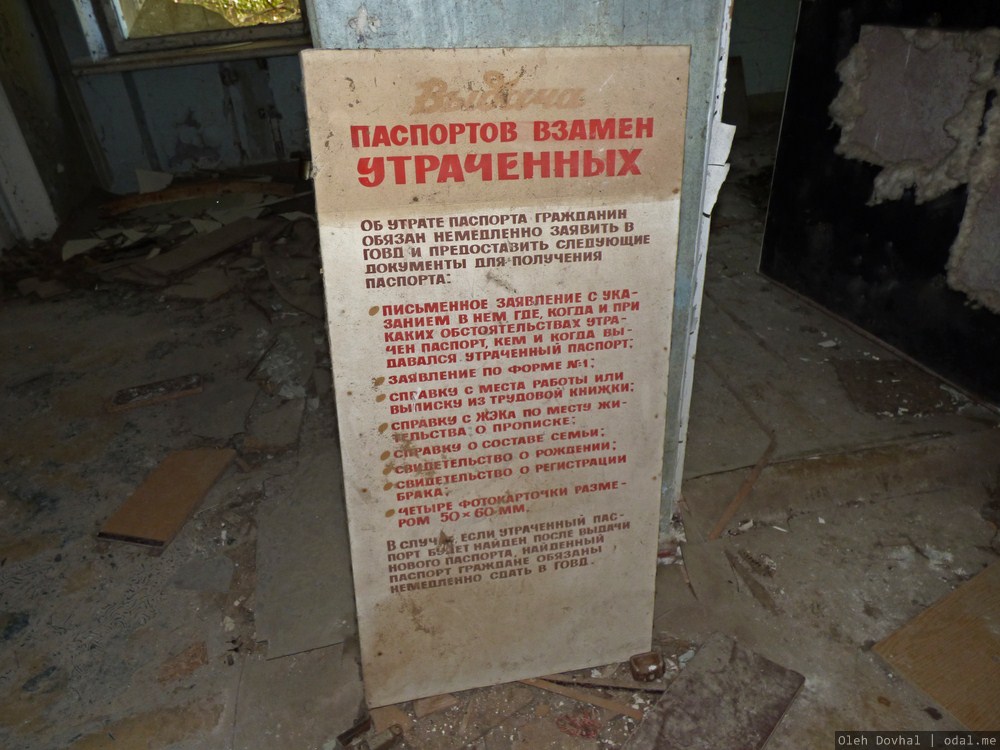 Выдача
ПАСПОРТОВ ВЗАМЕН
УТРАЧЕННЫХ
ОБ УТРАТЕ ПАСПОРТА ГРАЖДАНИН
ОБЯЗАН НЕМЕДЛЕННО ЗАЯВИТЬ В
ГОВД И ПРЕДОСТАВИТЬ СЛЕДУЮЩИЕ
ДОКУМЕНТЫ ДЛЯ ПОЛУЧЕНИЯ
ПАСПОРТА:
ПИСЬМЕННОЕ ЗАЯВЛЕНИЕ С УКА-
ЗАНИЕМ В НЕМ, ГДЕ, КОГДА И ПРИ
КАКИХ ОБСТОЯТЕЛЬСТВАХ УТРА-
ЧЕН ПАСПОРТ, КЕМ И КОГДА ВЫ-
ДАВАЛСЯ УТРАЧЕННЫЙ ПАСПОРТ;
ЗАЯВЛЕНИЕ ПО ФОРМЕ №1;
СПРАВКУ С МЕСТА РАБОТЫ ИЛИ
ВЫПИСКУ ИЗ ТРУДОВОЙ КНИЖКИ;
СПРАВКУ С ЖЭКА ПО МЕСТУ ЖИ-
ТЕЛЬСТВА О ПРОПИСКЕ;
СПРАВКУ О СОСТАВЕ СЕМЬИ;
СВИДЕТЕЛЬСТВО О РОЖДЕНИИ;
СВИДЕТЕЛЬСТВО О РЕГИСТРАЦИИ
БРАКА;
ЧЕТЫРЕ ФОТОКАРТОЧКИ РАЗМЕ-
РОМ 50×60 ММ.
В СЛУЧАЕ, ЕСЛИ УТРАЧЕННЫЙ ПАС-
ПОРТ БУДЕТ НАЙДЕН ПОСЛЕ ВЫДАЧИ
НОВОГО ПАСПОРТА, НАЙДЕННЫЙ
ПАСПОРТ ГРАЖДАНЕ ОБЯЗАНЫ
НЕМЕДЛЕННО СДАТЬ В ГОВД.
Oleh Dovhal | odal.me